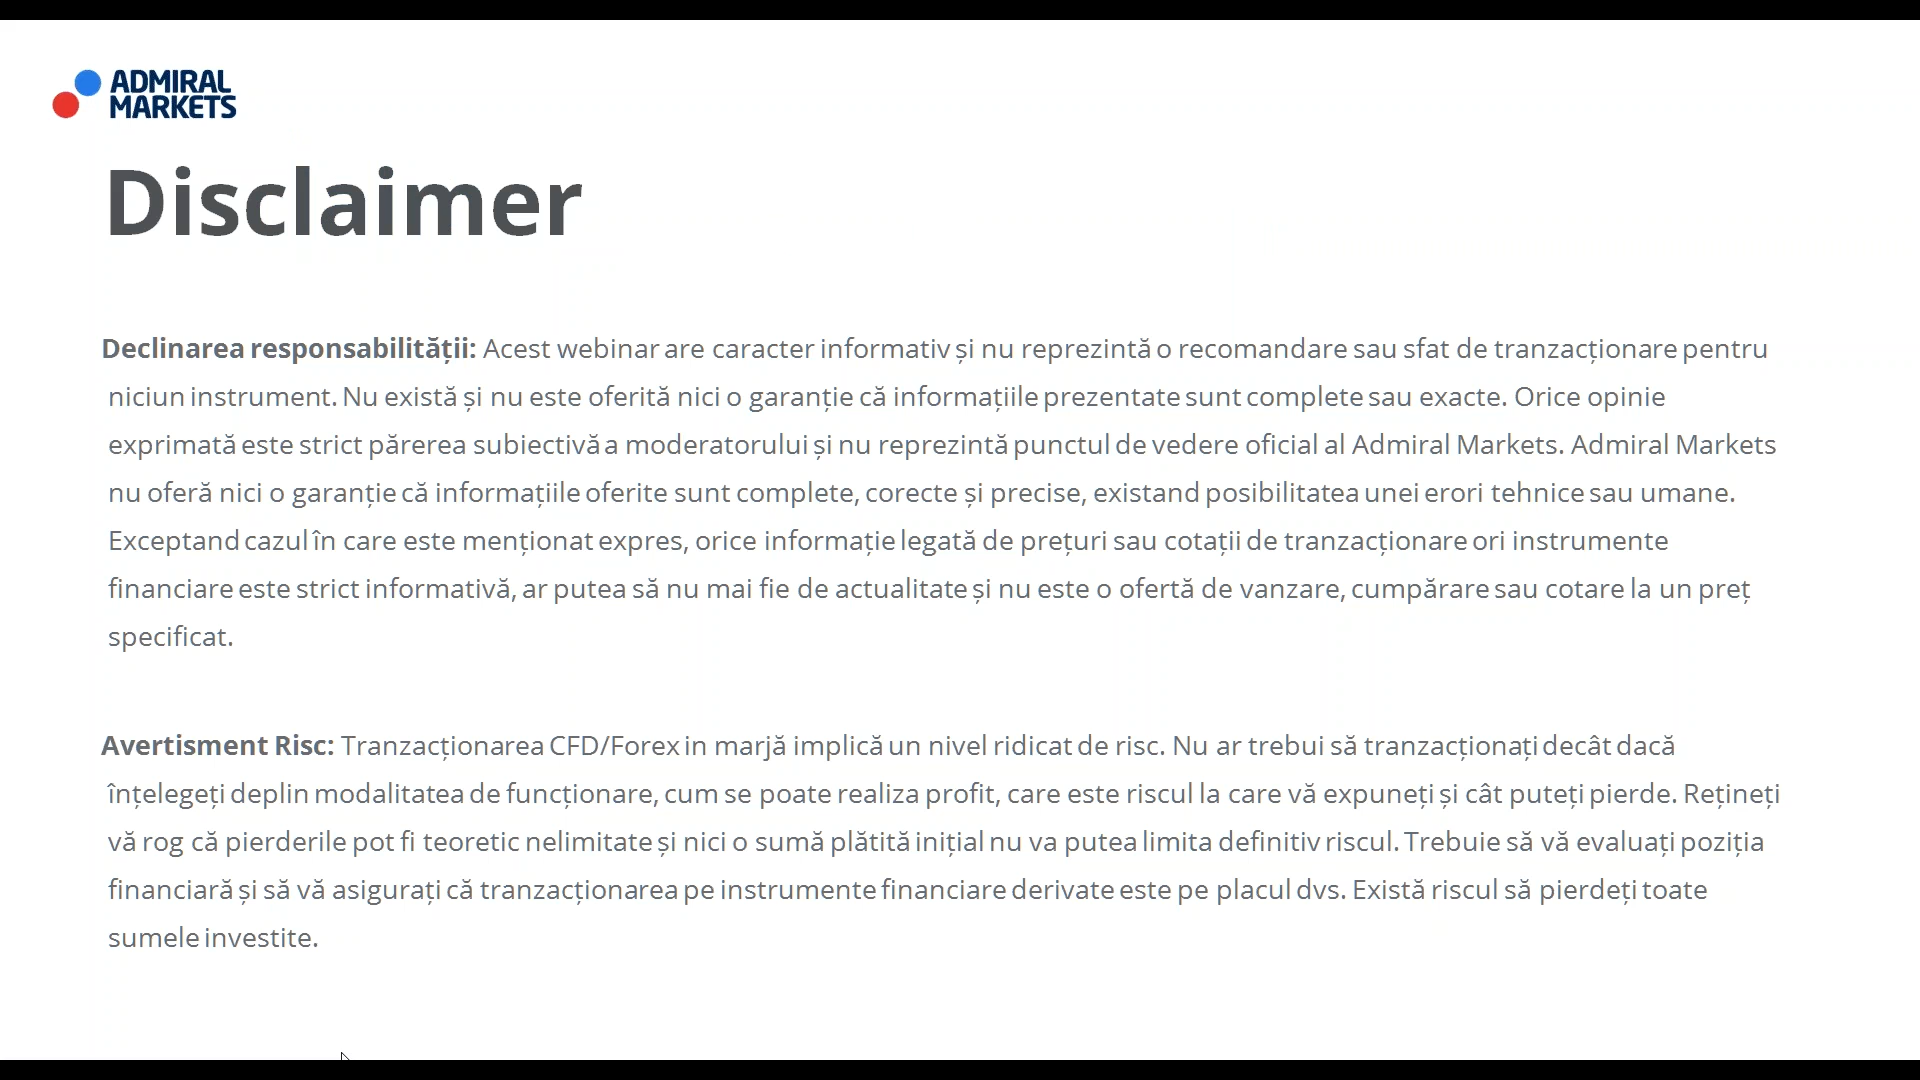 ADMIRAL
MARKETS
Disclaimer
Declinarea responsabilității: Acest webinar are caracter informativ și nu reprezintă o recomandare sau sfat de tranzacționare pentru
niciun instrument. Nu există și nu este oferită nici o garanție că informațiile prezentate sunt complete sau exacte. Orice opinie
exprimată este strict părerea subiectivă a moderatorului și nu reprezintă punctul de vedere oficial al Admiral Markets. Admiral Markets
nu oferă nici o garanție că informațiile oferite sunt complete, corecte și precise, existand posibilitatea unei erori tehnice sau umane.
Exceptand cazul în care este menționat expres, orice informație legată de prețuri sau cotații de tranzacționare ori instrumente
financiare este strict informativă, ar putea să nu mai fie de actualitate și nu este o ofertă de vanzare, cumpărare sau cotare la un preț
specificat.
Avertisment Risc: Tranzacționarea CFD/Forex in marjă implică un nivel ridicat de risc. Nu ar trebui să tranzacționați decât dacă
înțelegeți deplin modalitatea de funcționare, cum se poate realiza profit, care este riscul la care vă expuneți și cât puteți pierde. Rețineți
vă rog că pierderile pot fi teoretic nelimitate și nici o sumă plătită inițial nu va putea limita definitiv riscul. Trebuie să vă evaluați poziția
financiară și să vă asigurați că tranzacționarea pe instrumente financiare derivate este pe placul dvs. Există riscul să pierdeți toate
sumele investite.